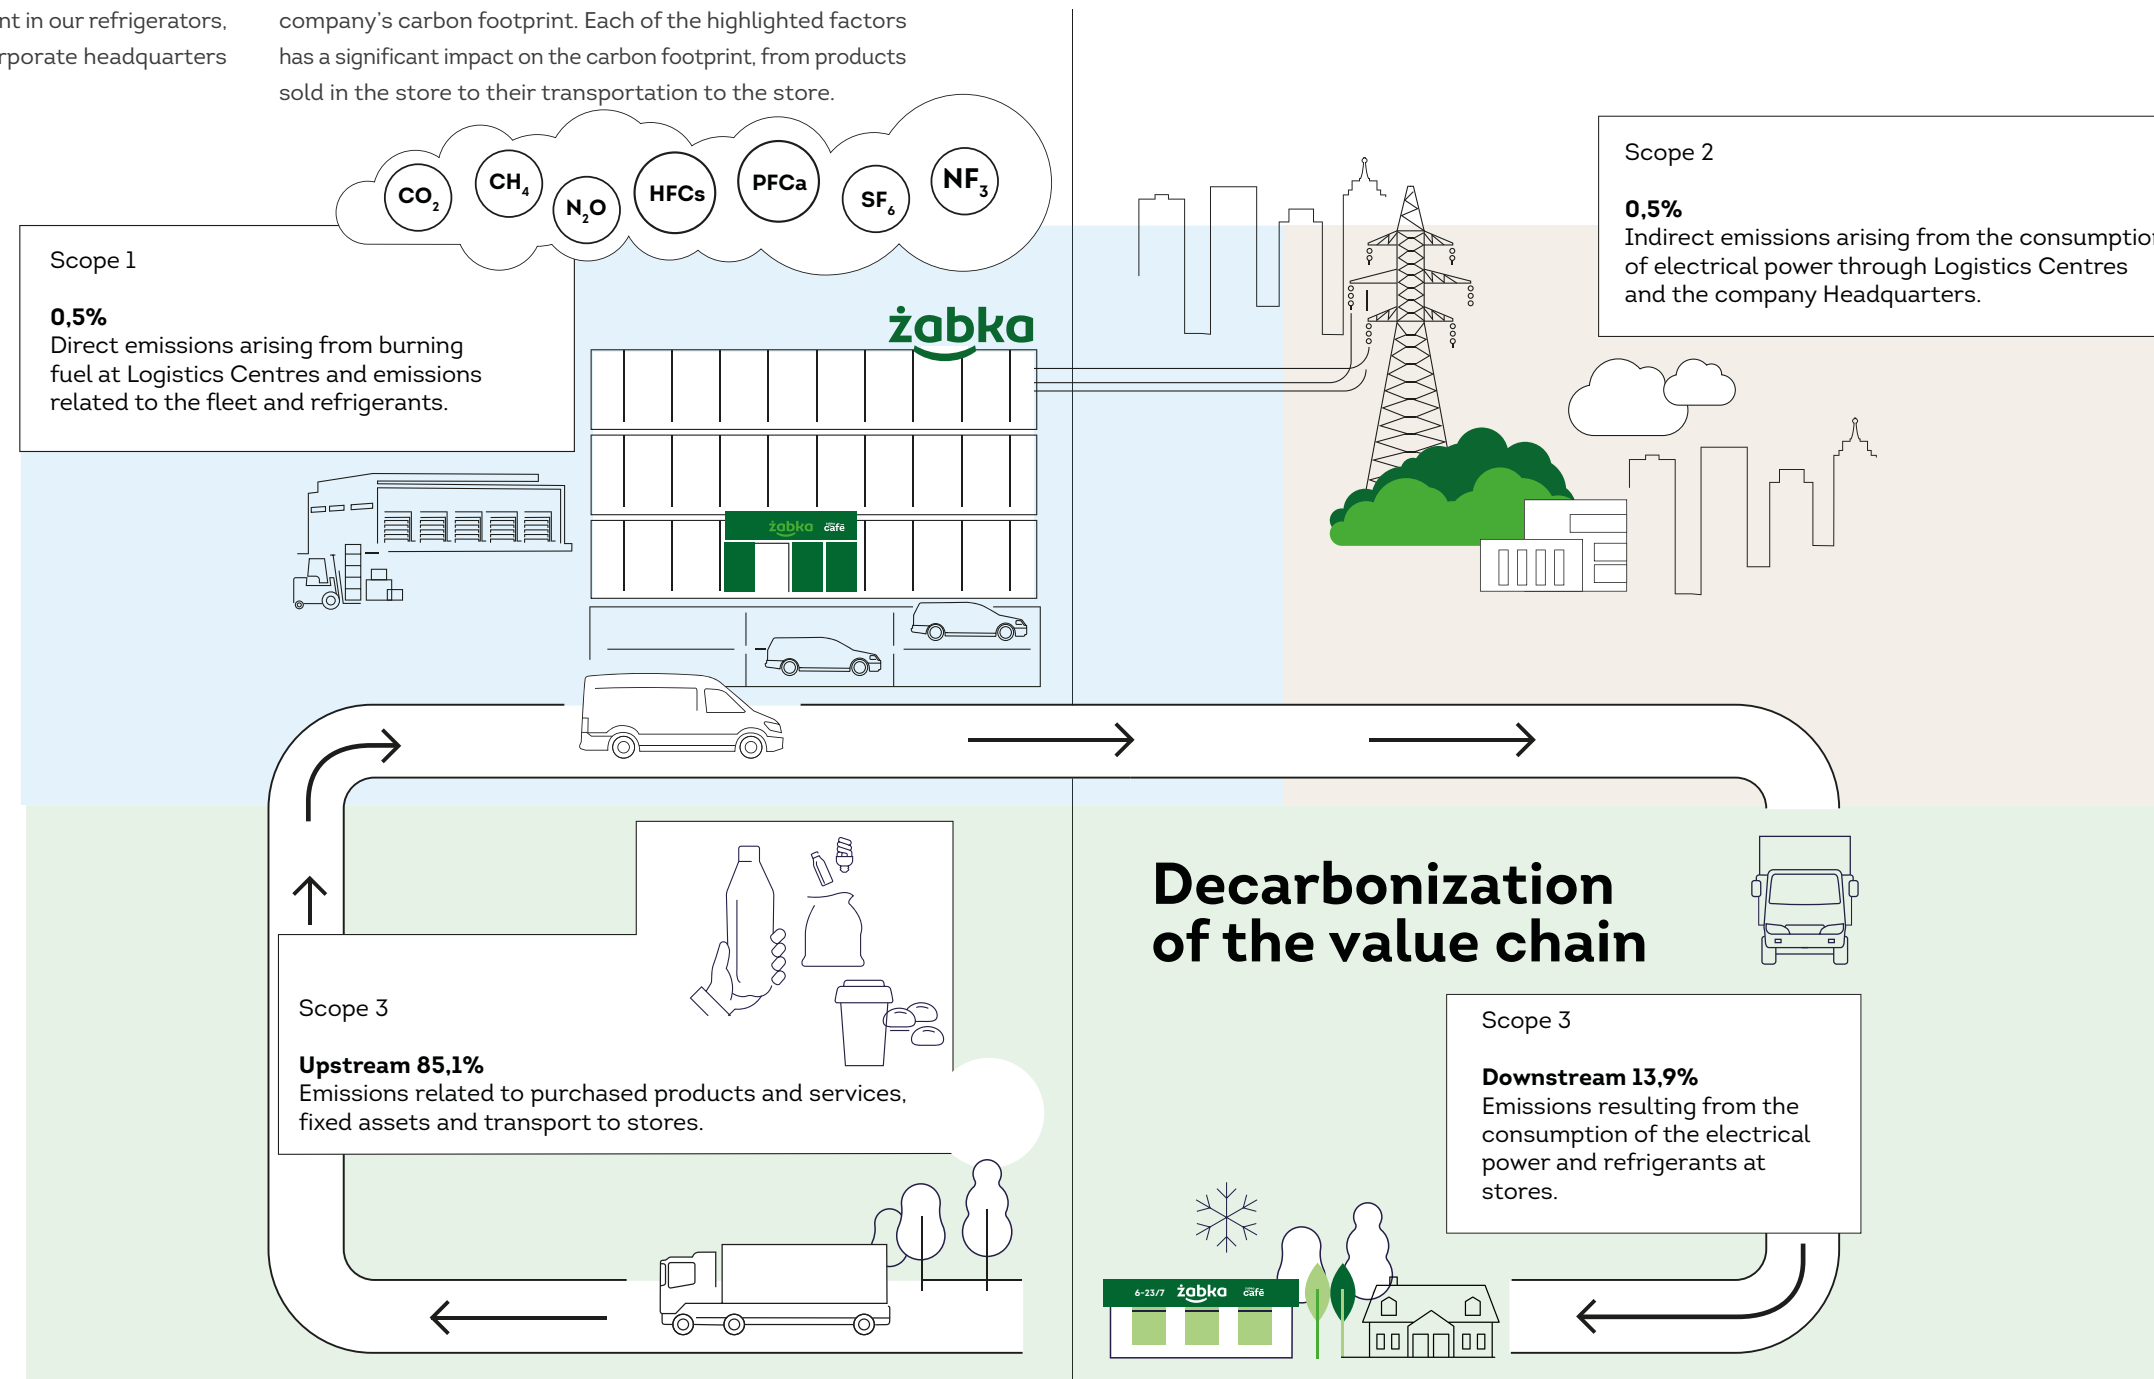 nt in our refrigerators,
rporate headquarters
company's carbon footprint. Each of the highlighted factors
has a significant impact on the carbon footprint, from products
sold in the store to their transportation to the store.
CO2
CH4
N2O
HFCs
PFCa
SF6
NF3
Scope 1
0,5%
Direct emissions arising from burning
fuel at Logistics Centres and emissions
related to the fleet and refrigerants.
żabka
żabka café
Scope 2
0,5%
Indirect emissions arising from the consumptio
of electrical power through Logistics Centres
and the company Headquarters.
Decarbonization
of the value chain
Scope 3
Upstream 85,1%
Emissions related to purchased products and services,
fixed assets and transport to stores.
Scope 3
Downstream 13,9%
Emissions resulting from the
consumption of the electrical
power and refrigerants at
stores.
6-23/7 żabka café